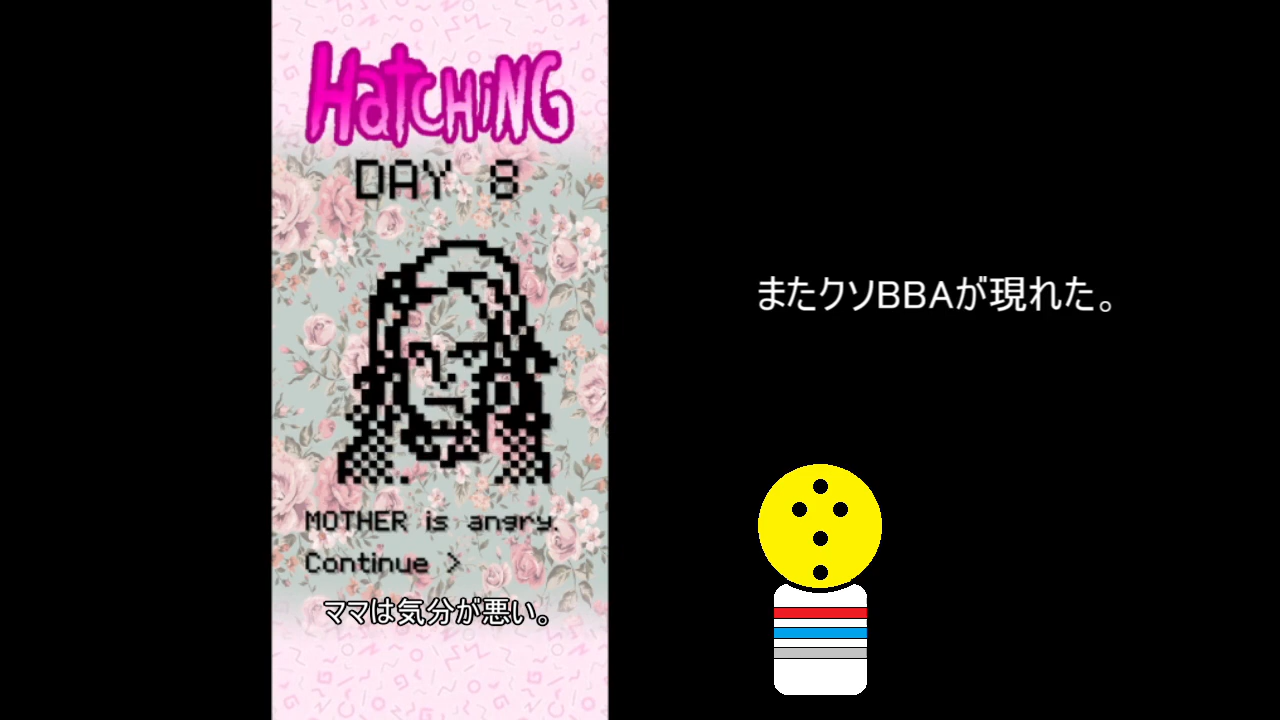 HatcHiNG
DAY 8
MOTHER is angry.
Continue >
ママは気分が悪い。
またクソBBAが現れた。